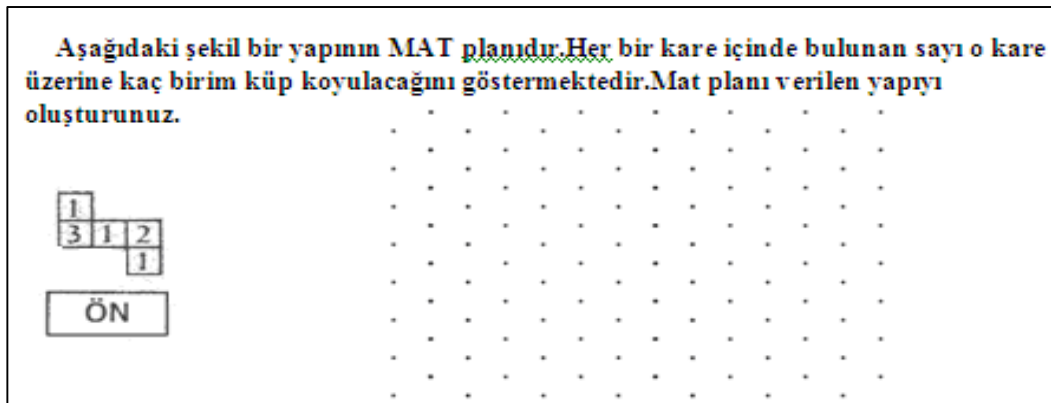 Aşağıdaki şekil bir yapının MAT planıdır.Her bir kare içinde bulunan sayı o kare
üzerine kaç birim küp koyulacağını göstermektedir.Mat planı verilen yapıyı
oluşturunuz.
1
3 1 2
1
ÖN